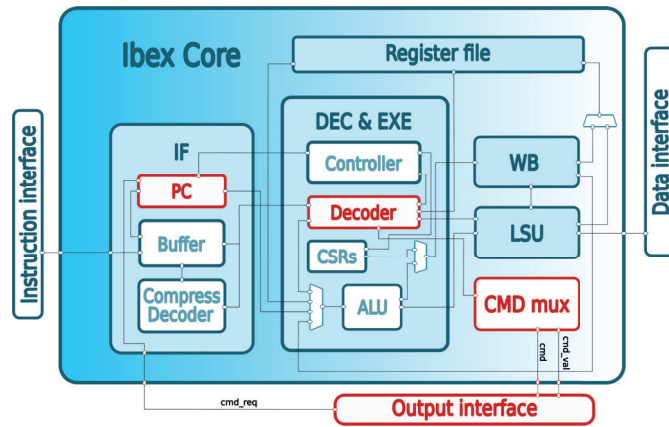 Ibex Core
Register file
Instruction interface
Data interface
IF
DEC & EXE
PC
Controller
WB
Decoder
Buffer
LSU
CSRs
Compress
Decoder
ALU
CMD mux
cmd
cmd_val
cmd_req
Output interface